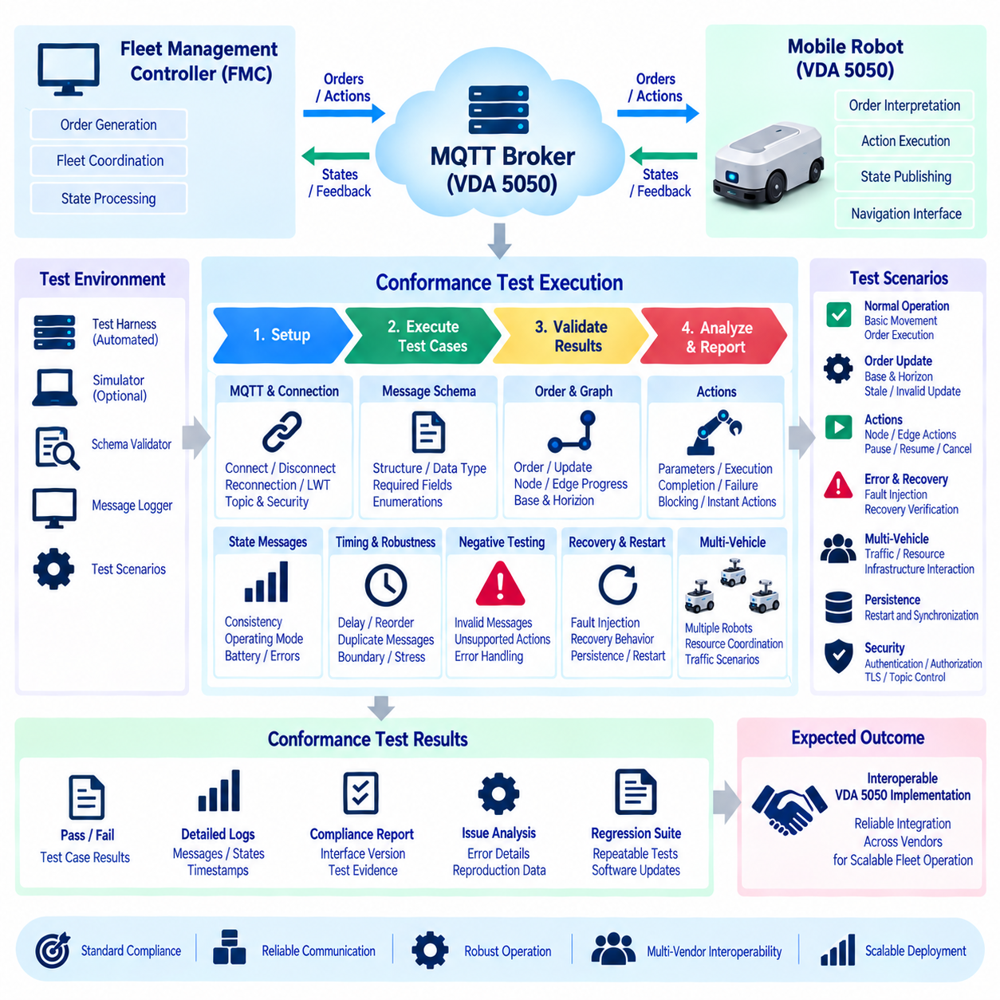 Fleet Management
Controller (FMC)
Order Generation
Fleet Coordination
State Processing
Orders
/ Actions
States
/ Feedback
MQTT Broker
(VDA 5050)
Orders
/ Actions
States
/ Feedback
Mobile Robot
(VDA 5050)
Order Interpretation
Action Execution
State Publishing
Navigation Interface
Test Environment
Test Harness
(Automated)
Simulator
(Optional)
Schema Validator
Message Logger
Test Scenarios
Conformance Test Execution
1. Setup
2. Execute
Test Cases
3. Validate
Results
4. Analyze
& Report
MQTT & Connection
Connect / Disconnect
Reconnection / LWT
Topic & Security
Message Schema
Structure / Data Type
Required Fields
Enumerations
Order & Graph
Order / Update
Node / Edge Progress
Base & Horizion
Actions
Parameters / Execution
Completion / Failure
Blocking / Instant Actions
State Messages
Consistency
Operating Mode
Battery / Errors
Timing & Robustness
Delay / Reorder
Duplicate Messages
Boundary / Stress
Negative Testing
Invalid Messages
Unsupported Actions
Error Handling
Recovery & Restart
Fault Injection
Recovery Behavior
Persistence / Restart
Multi-Vehicle
Multiple Robots
Resource Coordination
Traffic Scenarios
Test Scenarios
Normal Operation
Basic Movement
Order Execution
Order Update
Base & Horizon
Stale / Invalid Update
Actions
Node / Edge Actions
Pause / Resume / Cancel
Error & Recovery
Fault Injection
Recovery Verification
Multi-Vehicle
Traffic / Resource
Infrastructure Interaction
Persistence
Restart and Synchronization
Security
Authentication / Authorization
TLS / Topic Control
Conformance Test Results
Pass / Fail
Test Case Results
Detailed Logs
Messages / States
Timestamps
Compliance Report
Interface Version
Test Evidence
Issue Analysis
Error Details
Reproduction Data
Regression Suite
Repeatable Tests
Software Updates
Expected Outcome
Interoperable
VDA 5050 Implementation
Reliable Integration
Across Vendors
for Scalable Fleet Operation
Standard Compliance
Reliable Communication
Robust Operation
Multi-Vendor Interoperability
Scalable Deployment